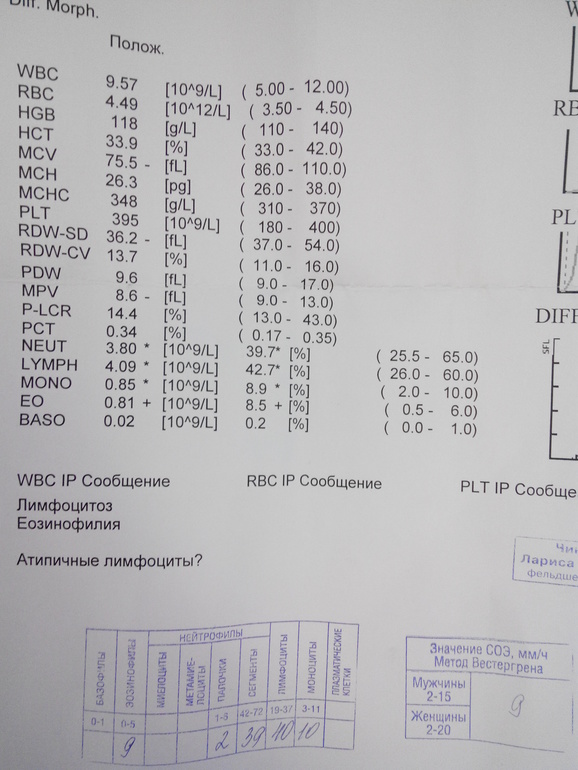 Diff. Morph.
Полож.
WBC 9.57 [10^9/L] ( 5.00 - 12.00)
RBC 4.49 [10^12/L] ( 3.50 - 4.50)
HGB 118 [g/L] ( 110 - 140)
HCT 33.9 [%] ( 33.0 - 42.0)
MCV 75.5 - [fL] ( 86.0 - 110.0)
MCH 26.3 [pg] ( 26.0 - 38.0)
MCHC 348 [g/L] ( 310 - 370)
PLT 395 [10^9/L] ( 180 - 400)
RDW-SD 36.2 - [fL] ( 37.0 - 54.0)
RDW-CV 13.7 [%] ( 11.0 - 16.0)
PDW 9.6 [fL] ( 9.0 - 17.0)
MPV 8.6 - [fL] ( 9.0 - 13.0)
P-LCR 14.4 [%] ( 13.0 - 43.0)
PCT 0.34 [%] ( 0.17 - 0.35)
NEUT 3.80 * [10^9/L] 39.7* [%] ( 25.5 - 65.0)
LYMPH 4.09 * [10^9/L] 42.7* [%] ( 26.0 - 60.0)
MONO 0.85 * [10^9/L] 8.9 * [%] ( 2.0 - 10.0)
EO 0.81 + [10^9/L] 8.5 + [%] ( 0.5 - 6.0)
BASO 0.02 [10^9/L] 0.2 [%] ( 0.0 - 1.0)
W
RB
PL
DIFF
SFL
WBC IP Сообщение RBC IP Сообщение PLT IP Сообще
Лимфоцитоз
Еозинофилия
Атипичные лимфоциты?
Лариса
фельдше
НЕЙТРОФИЛЫ
БАЗОФИЛЫ ЭОЗИНОФИЛЫ МИЕЛОЦИТЫ МЕТАМИЕ-ЛОЦИТЫ ПАЛОЧКИ СЕГМЕНТЫ ЛИМФОЦИТЫ МОНОЦИТЫ ПЛАЗМАТИЧЕСКИЕ КЛЕТКИ
0-1 0-5 1-6 42-72 19-37 3-11
9 2 39 40 10
Значение СОЭ, мм/ч
Метод Вестергрена
Мужчины
2-15
9
Женщины
2-20